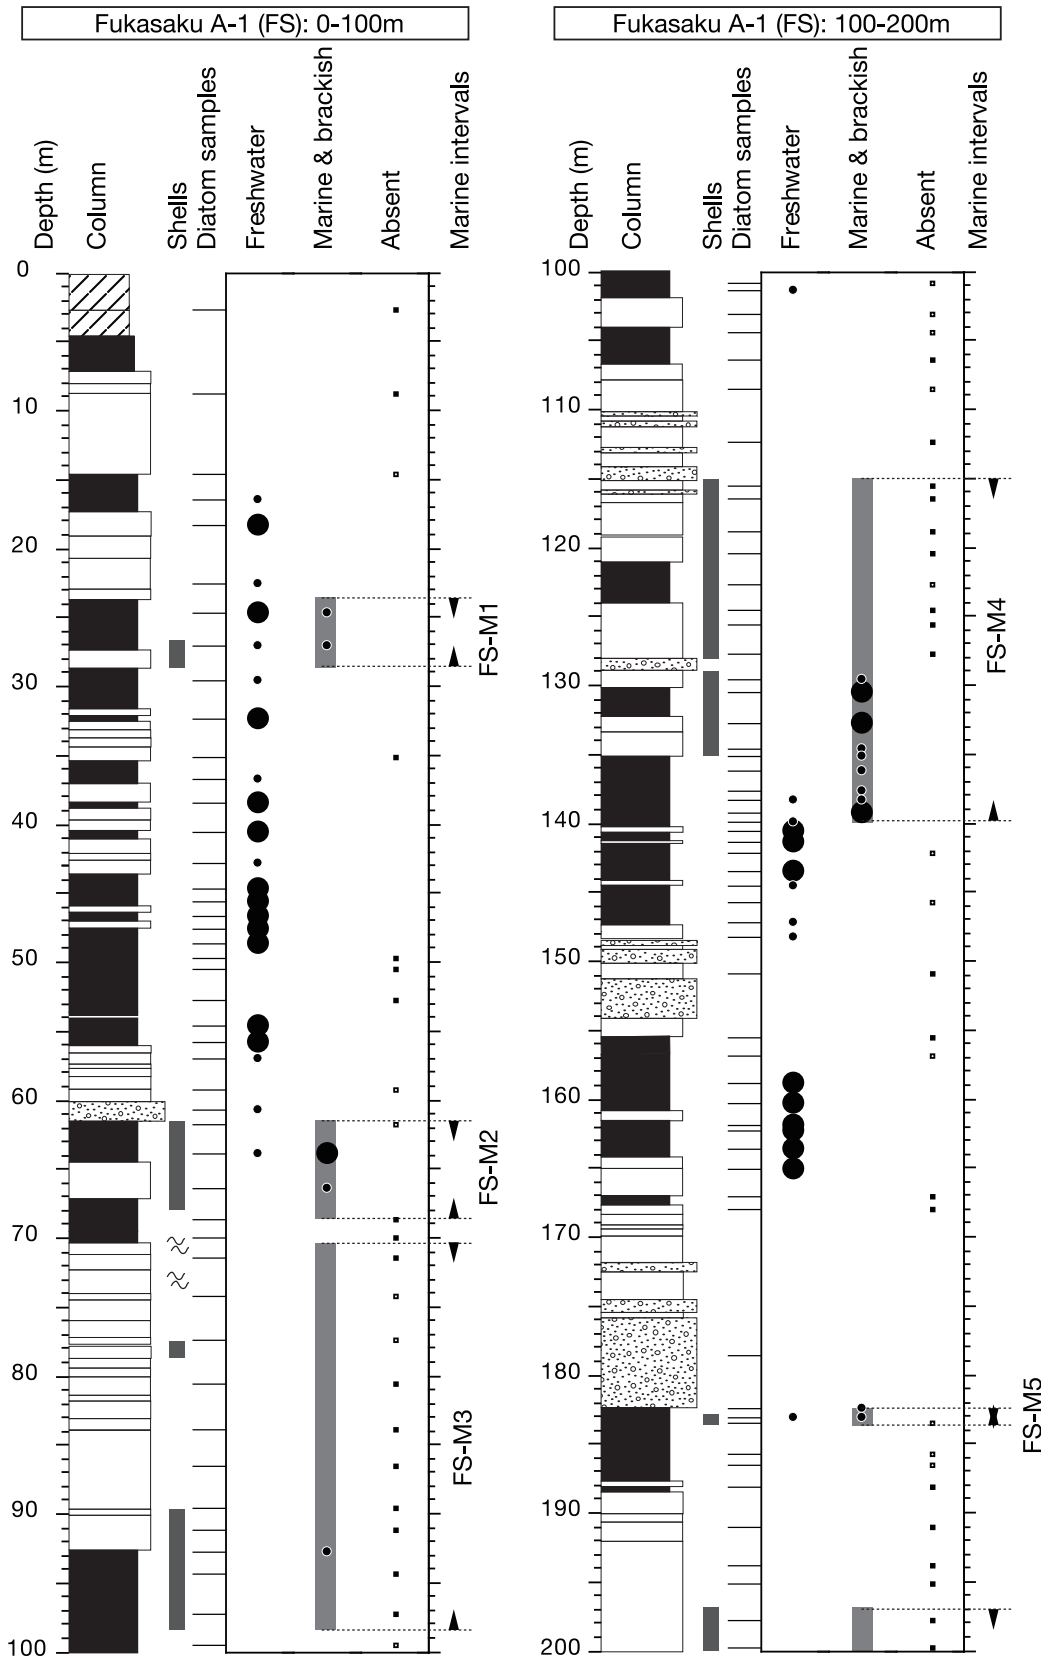 Fukasaku A-1 (FS): 0-100m
Depth (m)
Column
Shells
Diatom samples
Freshwater
Marine & brackish
Absent
Marine intervals
0
10
20
30
40
50
60
70
80
90
100
FS-M1
FS-M2
FS-M3
Fukasaku A-1 (FS): 100-200m
Depth (m)
Column
Shells
Diatom samples
Freshwater
Marine & brackish
Absent
Marine intervals
100
110
120
130
140
150
160
170
180
190
200
FS-M4
FS-M5